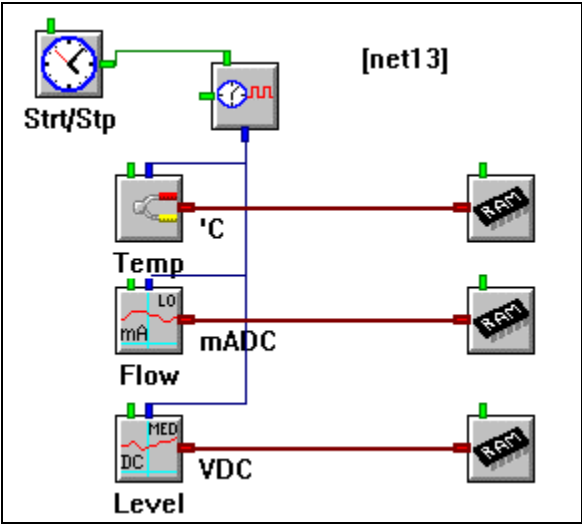 [net13]
Strt/Stp
RAM
'C
Temp
LO
mA
RAM
mADC
Flow
MED
DC
RAM
VDC
Level